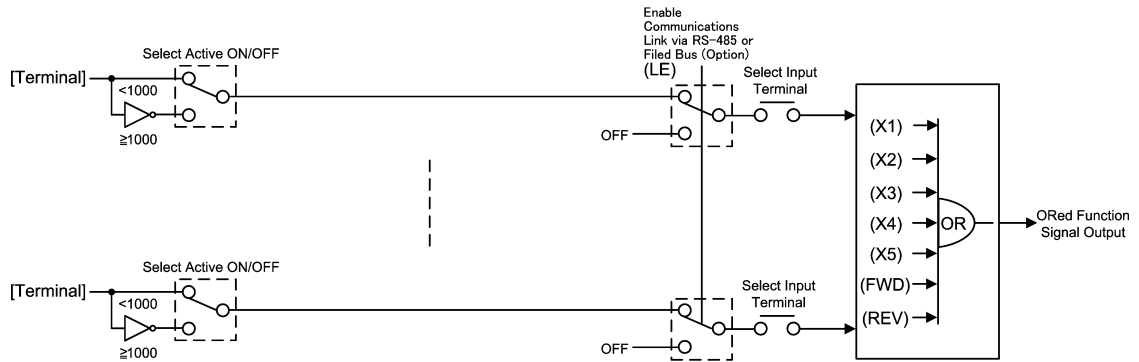 Enable
Communications
Link via RS-485 or
Filed Bus (Option)
(LE)
Select Active ON/OFF
[Terminal]
<1000
≧1000
OFF
Select Input
Terminal
(X1)
(X2)
(X3)
(X4)
(X5)
(FWD)
(REV)
OR
ORed Function
Signal Output
Select Active ON/OFF
[Terminal]
<1000
≧1000
OFF
Select Input
Terminal